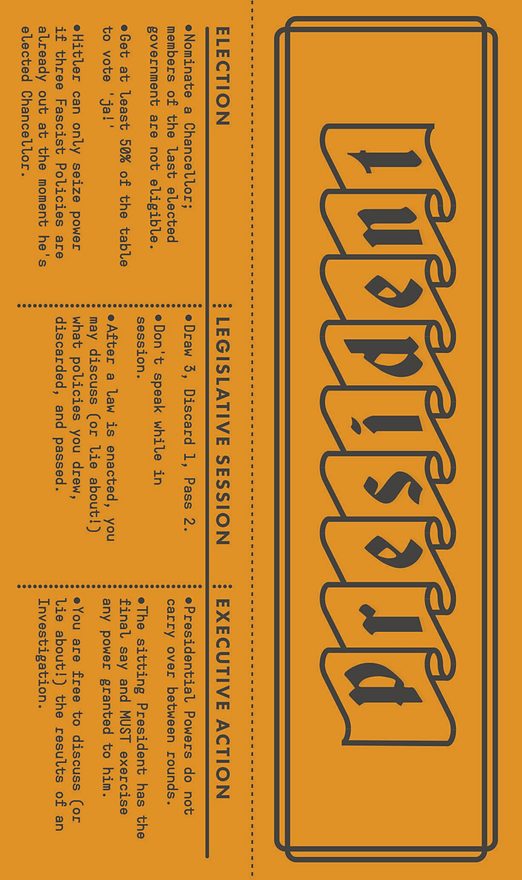 president
ELECTION
•Nominate a Chancellor;
members of the last elected
government are not eligible.
•Get at least 50% of the table
to vote 'ja!'
•Hitler can only seize power
if three Fascist Policies are
already out at the moment he's
elected Chancellor.
LEGISLATIVE SESSION
•Draw 3, Discard 1, Pass 2.
•Don't speak while in
session.
•After a law is enacted, you
may discuss (or lie about!)
what policies you drew,
discarded, and passed.
EXECUTIVE ACTION
•Presidential Powers do not
carry over between rounds.
•The sitting President has the
final say and MUST exercise
any power granted to him.
•You are free to discuss (or
lie about!) the results of an
Investigation.